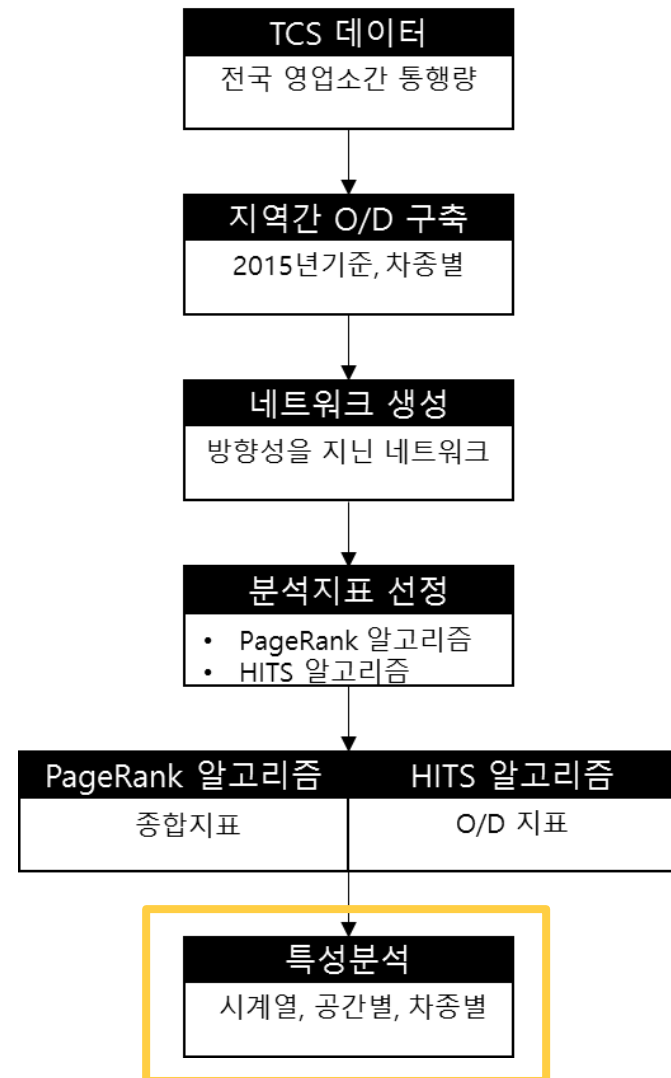 TCS 데이터
전국 영업소간 통행량
지역간 O/D 구축
2015년기준, 차종별
네트워크 생성
방향성을 지닌 네트워크
분석지표 선정
• PageRank 알고리즘
• HITS 알고리즘
PageRank 알고리즘
HITS 알고리즘
종합지표
O/D 지표
특성분석
시계열, 공간별, 차종별